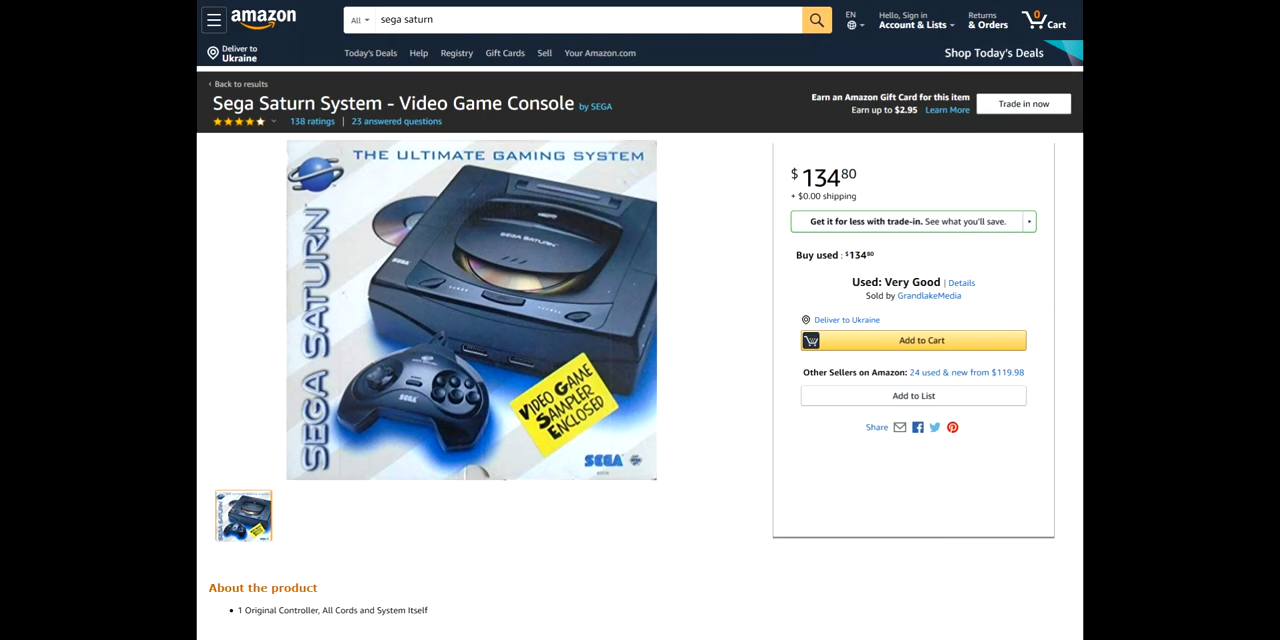 amazon
All
sega saturn
EN
Hello, Sign in
Account & Lists
Returns
& Orders
0
Cart
Deliver to
Ukraine
Today's Deals Help Registry Gift Cards Sell Your Amazon.com
Shop Today's Deals
‹ Back to results
Sega Saturn System - Video Game Console by SEGA
138 ratings | 23 answered questions
Earn an Amazon Gift Card for this item
Earn up to $2.95 Learn More
Trade in now
THE ULTIMATE GAMING SYSTEM
SEGA SATURN
SEGA SATURN
SEGA
SEGA
VIDEO GAME
SAMPLER
ENCLOSED
SEGA
$134.80
+ $0.00 shipping
Get it for less with trade-in. See what you'll save.
Buy used : $134.80
Used: Very Good | Details
Sold by GrandlakeMedia
Deliver to Ukraine
Add to Cart
Other Sellers on Amazon: 24 used & new from $119.98
Add to List
Share
About the product
• 1 Original Controller, All Cords and System Itself